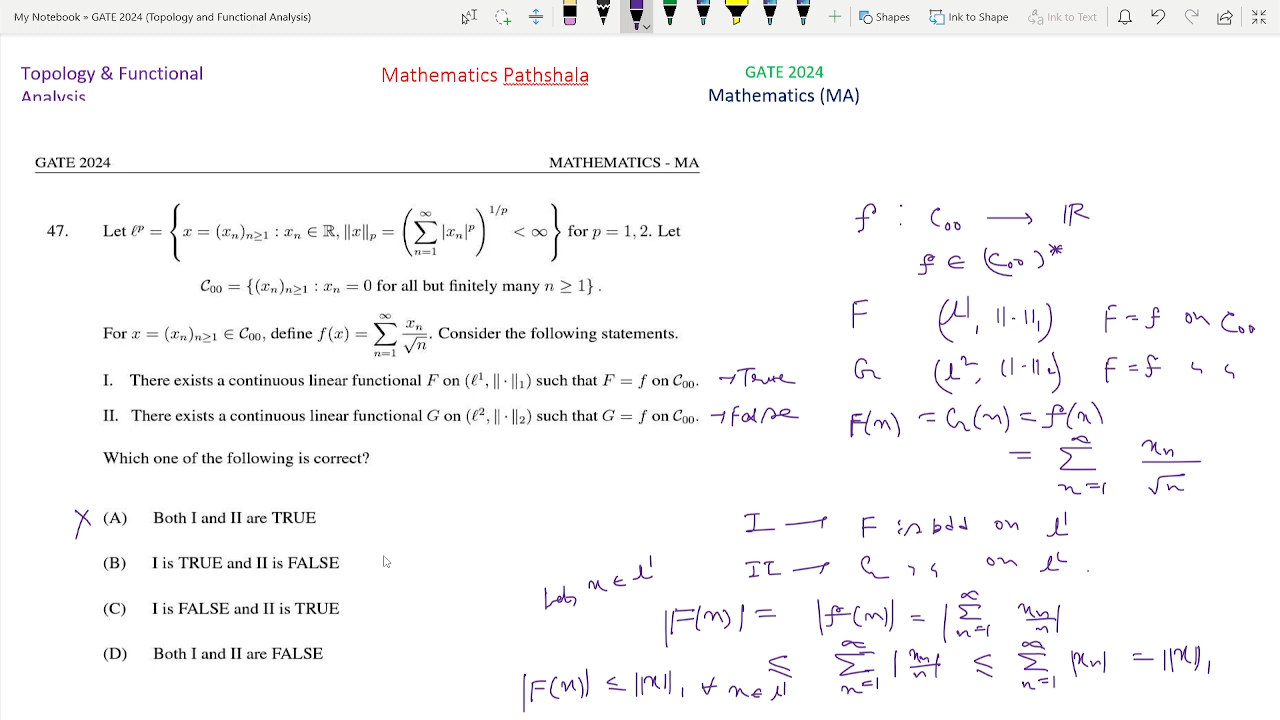 My Notebook » GATE 2024 (Topology and Functional Analysis)
Shapes
Ink to Shape
Ink to Text
Topology & Functional Analysis
Mathematics Pathshala
GATE 2024
Mathematics (MA)
GATE 2024 MATHEMATICS - MA
47. Let ℓ^p = { x = (x_n)_{n≥1} : x_n ∈ ℝ, ||x||_p = ( ∑_{n=1}^{∞} |x_n|^p )^{1/p} < ∞ } for p = 1, 2. Let
C_00 = {(x_n)_{n≥1} : x_n = 0 for all but finitely many n ≥ 1} .
For x = (x_n)_{n≥1} ∈ C_00, define f(x) = ∑_{n=1}^{∞} x_n/√n. Consider the following statements.
I. There exists a continuous linear functional F on (ℓ^1, || · ||_1) such that F = f on C_00. → True
II. There exists a continuous linear functional G on (ℓ^2, || · ||_2) such that G = f on C_00. → False
Which one of the following is correct?
X (A) Both I and II are TRUE
(B) I is TRUE and II is FALSE
(C) I is FALSE and II is TRUE
(D) Both I and II are FALSE
f : C_00 → ℝ
f ∈ (C_00)^*
F (ℓ^1, ||·||_1) F = f on C_00
G (ℓ^2, ||·||_2) F = f " "
F(x) = G(x) = f(x)
= ∑_{n=1}^{∞} x_n/√n
I → F is bdd on ℓ^1
II → G " " on ℓ^2 .
Let, x ∈ ℓ^1
|F(x)| = |f(x)| = |∑_{n=1}^{∞} x_n/n|
≤ ∑_{n=1}^{∞} |x_n/n| ≤ ∑_{n=1}^{∞} |x_n| = ||x||_1
|F(x)| ≤ ||x||_1 ∀ x ∈ ℓ^1